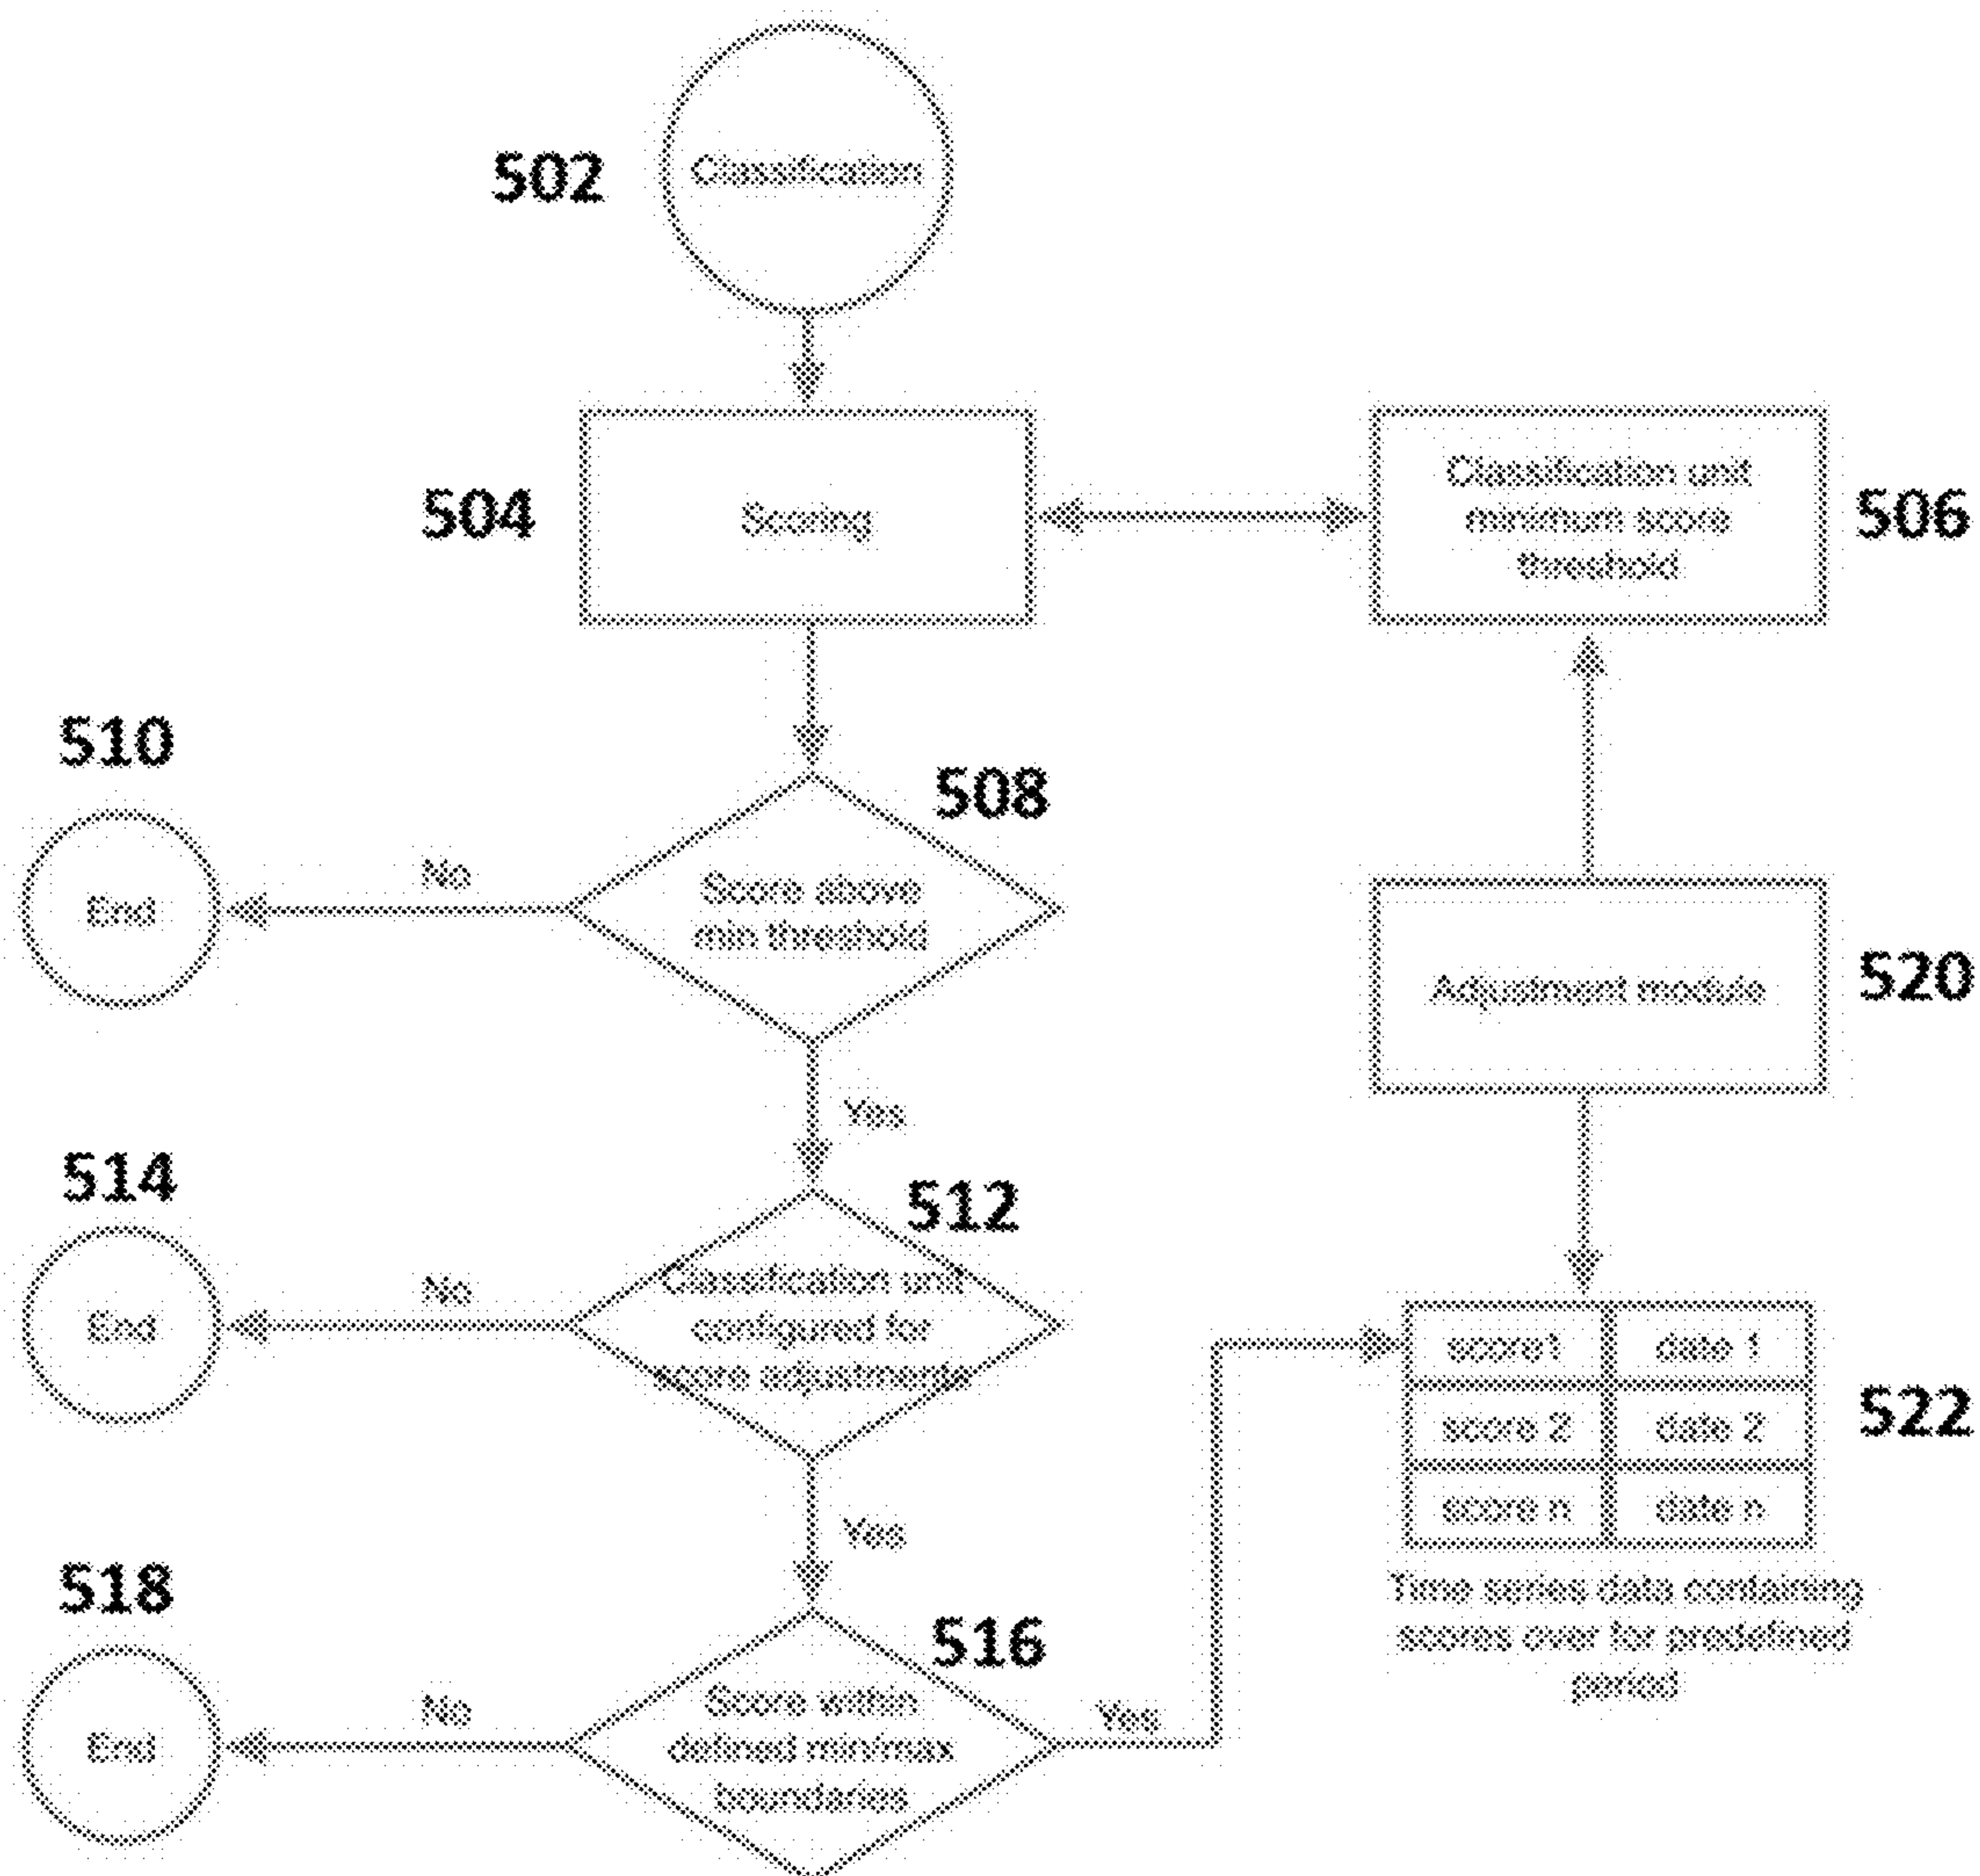 502
Classification
504
Scoring
Classification unit
minimum score
threshold
506
510
508
End
No
Score above
min threshold
Adjustment module
520
Yes
514
512
End
No
Classification unit
configured for
score adjustments
score1 date 1
score 2 date 2
score n date n
522
Yes
Time series data containing
scores over for predefined
period
518
516
End
No
Score within
defined min/max
boundaries
Yes